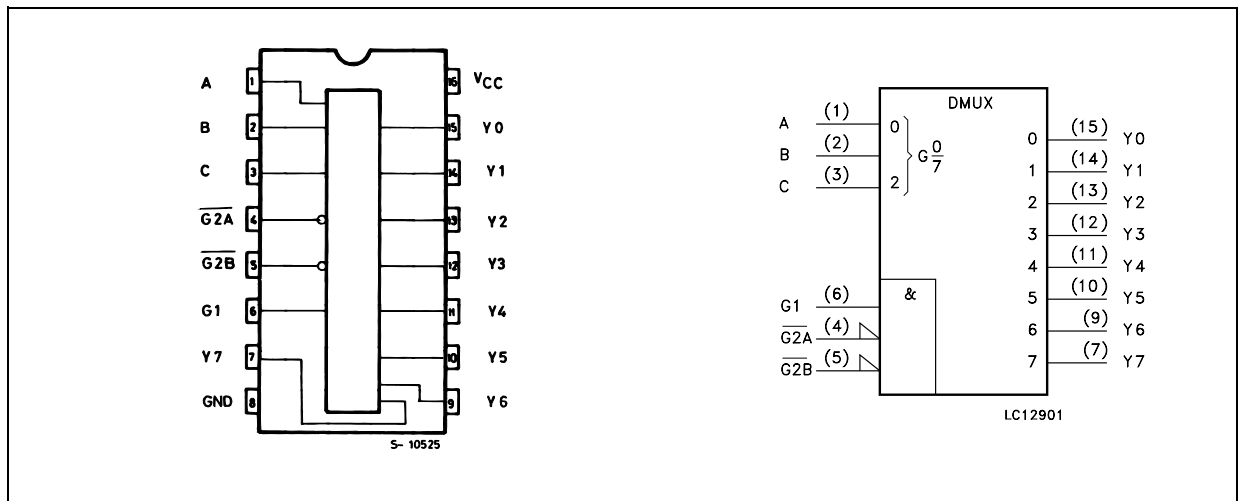 A 1 16 VCC
B 2 15 Y0
C 3 14 Y1
G2A 4 13 Y2
G2B 5 12 Y3
G1 6 11 Y4
Y7 7 10 Y5
GND 8 9 Y6
S- 10525
DMUX
A (1) 0
B (2) G 0/7
C (3) 2
G1 (6) &
G2A (4)
G2B (5)
0 (15) Y0
1 (14) Y1
2 (13) Y2
3 (12) Y3
4 (11) Y4
5 (10) Y5
6 (9) Y6
7 (7) Y7
LC12901